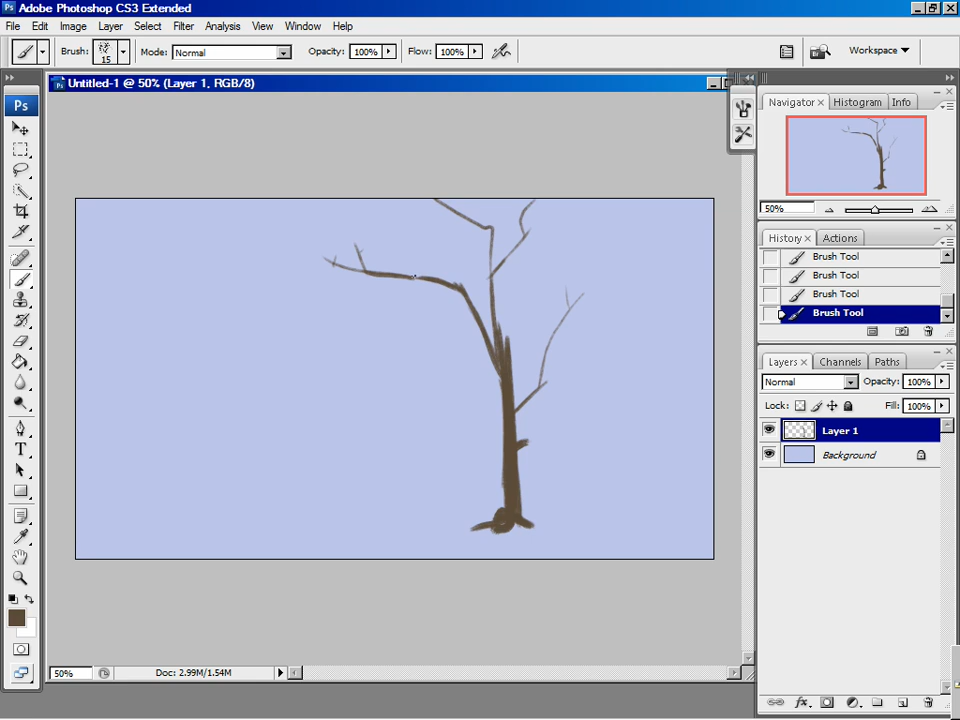 Ps Adobe Photoshop CS3 Extended
File Edit Image Layer Select Filter Analysis View Window Help
Brush: 15 Mode: Normal Opacity: 100% Flow: 100% Workspace
Untitled-1 @ 50% (Layer 1, RGB/8)
Ps
T
50% Doc: 2.99M/1.54M
Navigator Histogram Info
50%
History Actions
Brush Tool
Brush Tool
Brush Tool
Brush Tool
Layers Channels Paths
Normal Opacity: 100%
Lock: Fill: 100%
Layer 1
Background
fx